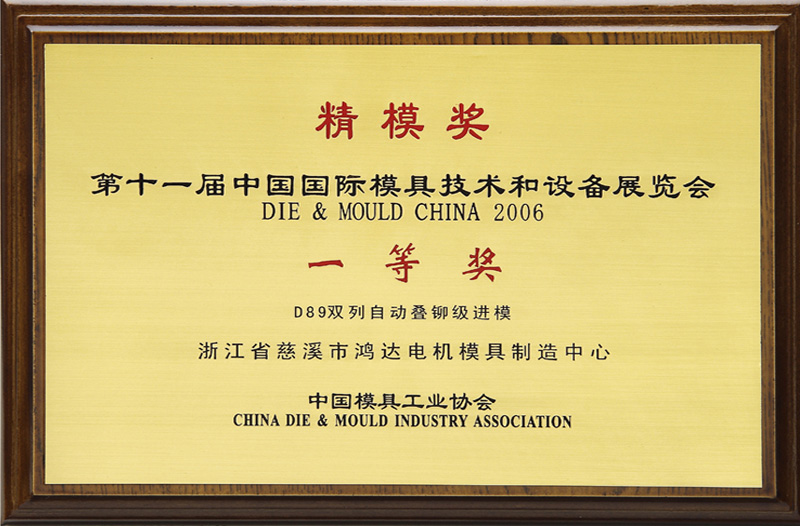 精模奖
第十一届中国国际模具技术和设备展览会
DIE & MOULD CHINA 2006
一等奖
D89双列自动叠铆级进模
浙江省慈溪市鸿达电机模具制造中心
中国模具工业协会
CHINA DIE & MOULD INDUSTRY ASSOCIATION